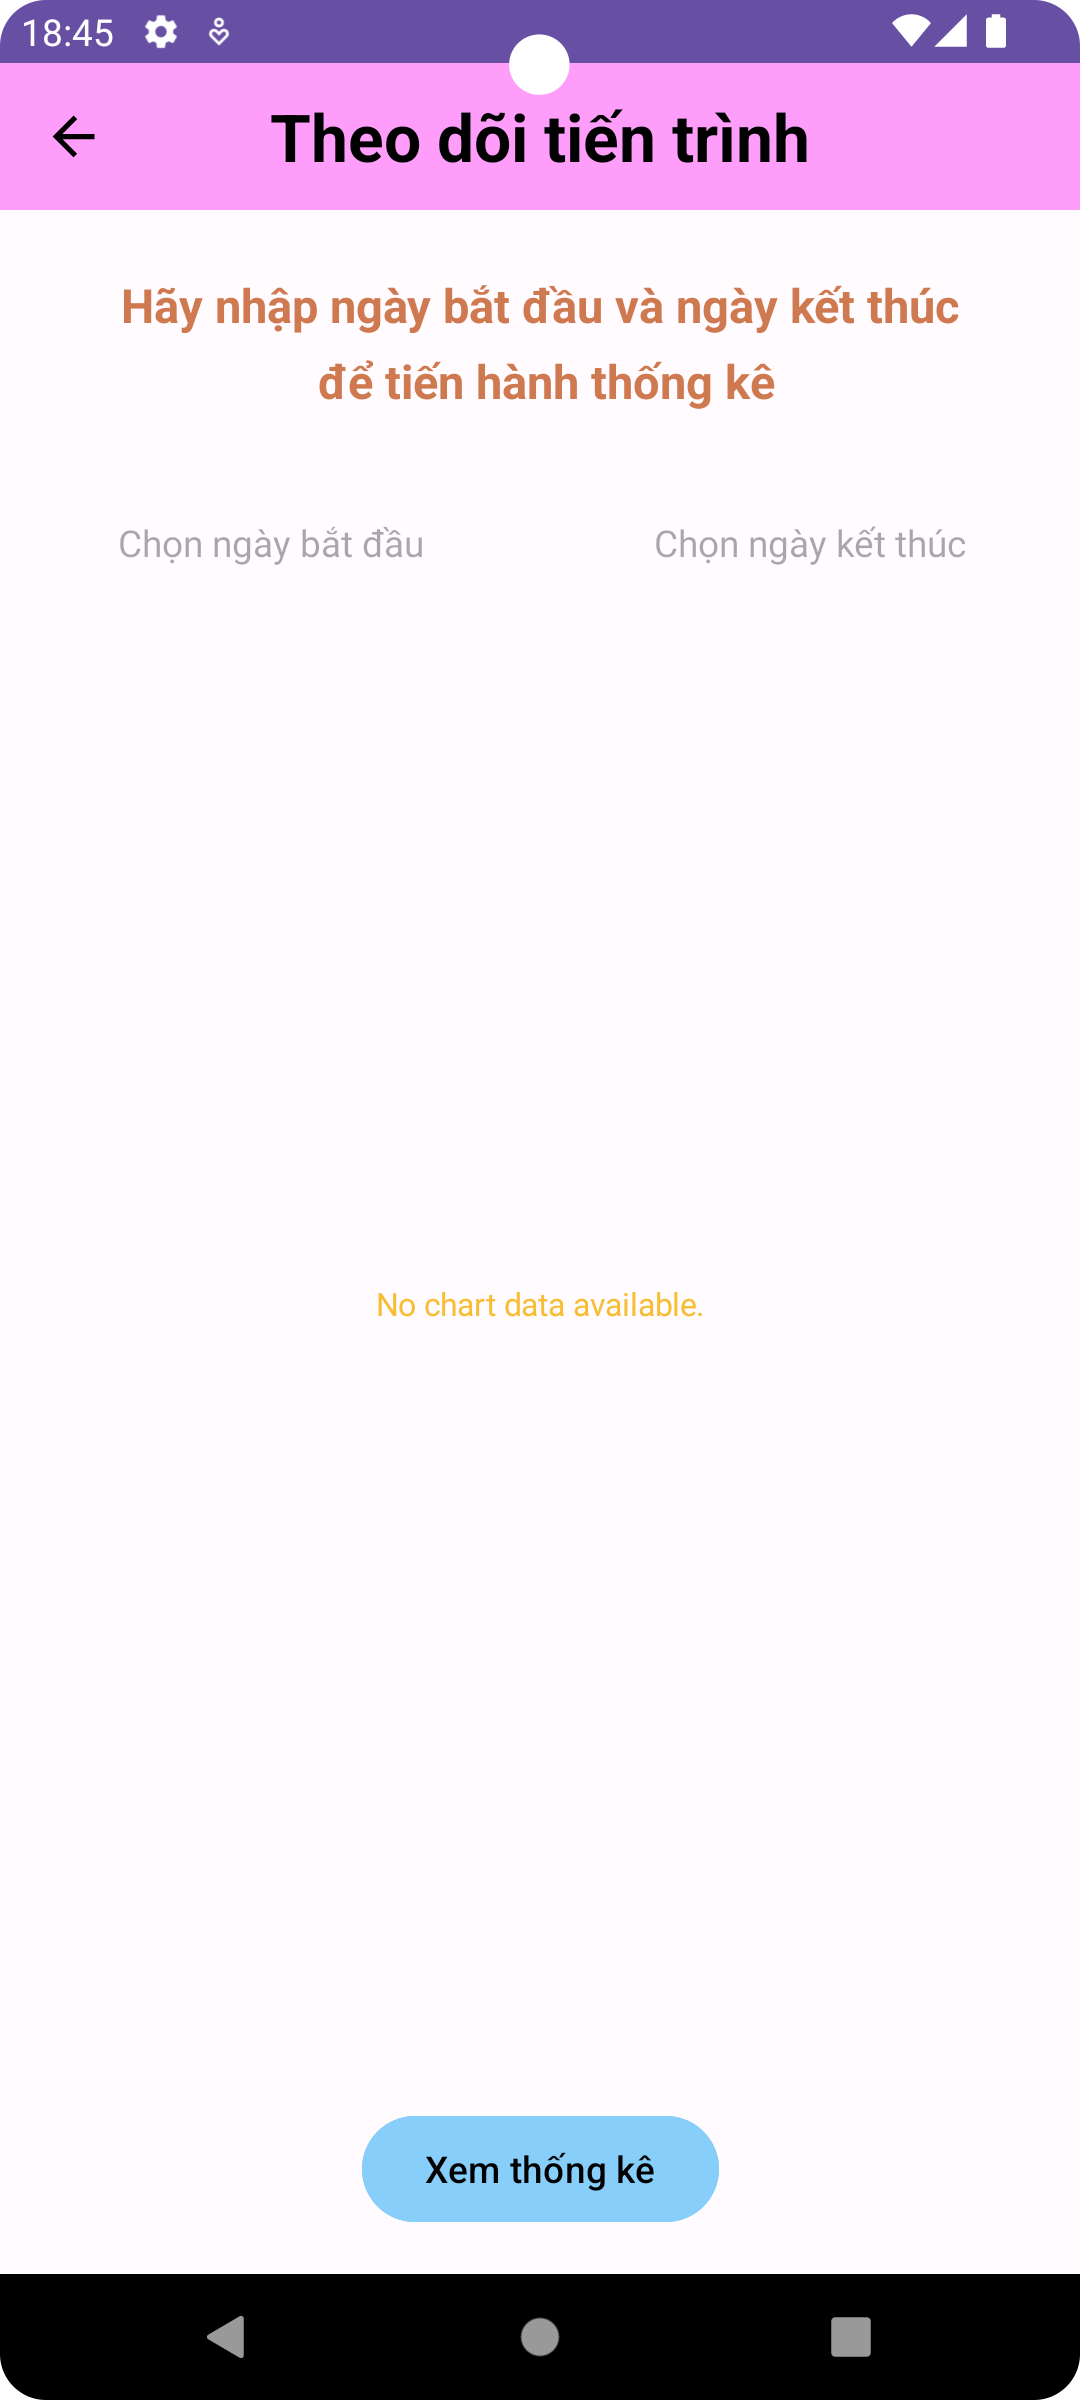 18:45
Theo dõi tiến trình
Hãy nhập ngày bắt đầu và ngày kết thúc
để tiến hành thống kê
Chọn ngày bắt đầu
Chọn ngày kết thúc
No chart data available.
Xem thống kê